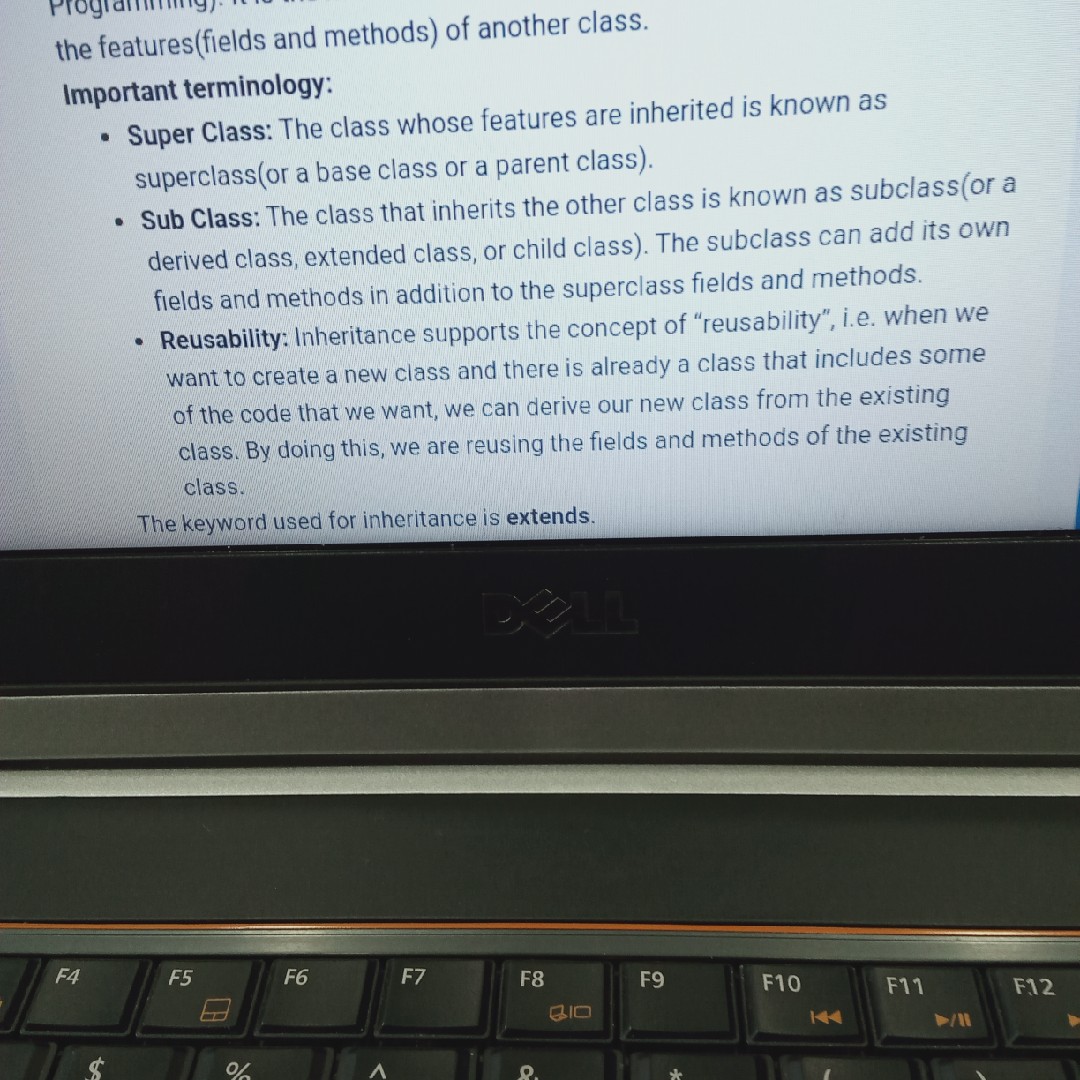 Programming). It is the
the features(fields and methods) of another class.
Important terminology:
• Super Class: The class whose features are inherited is known as
superclass(or a base class or a parent class).
• Sub Class: The class that inherits the other class is known as subclass(or a
derived class, extended class, or child class). The subclass can add its own
fields and methods in addition to the superclass fields and methods.
• Reusability: Inheritance supports the concept of “reusability”, i.e. when we
want to create a new class and there is already a class that includes some
of the code that we want, we can derive our new class from the existing
class. By doing this, we are reusing the fields and methods of the existing
class.
The keyword used for inheritance is extends.
DELL
F4 F5 F6 F7 F8 F9 F10 F11 F12
$ % ^ & * ( )